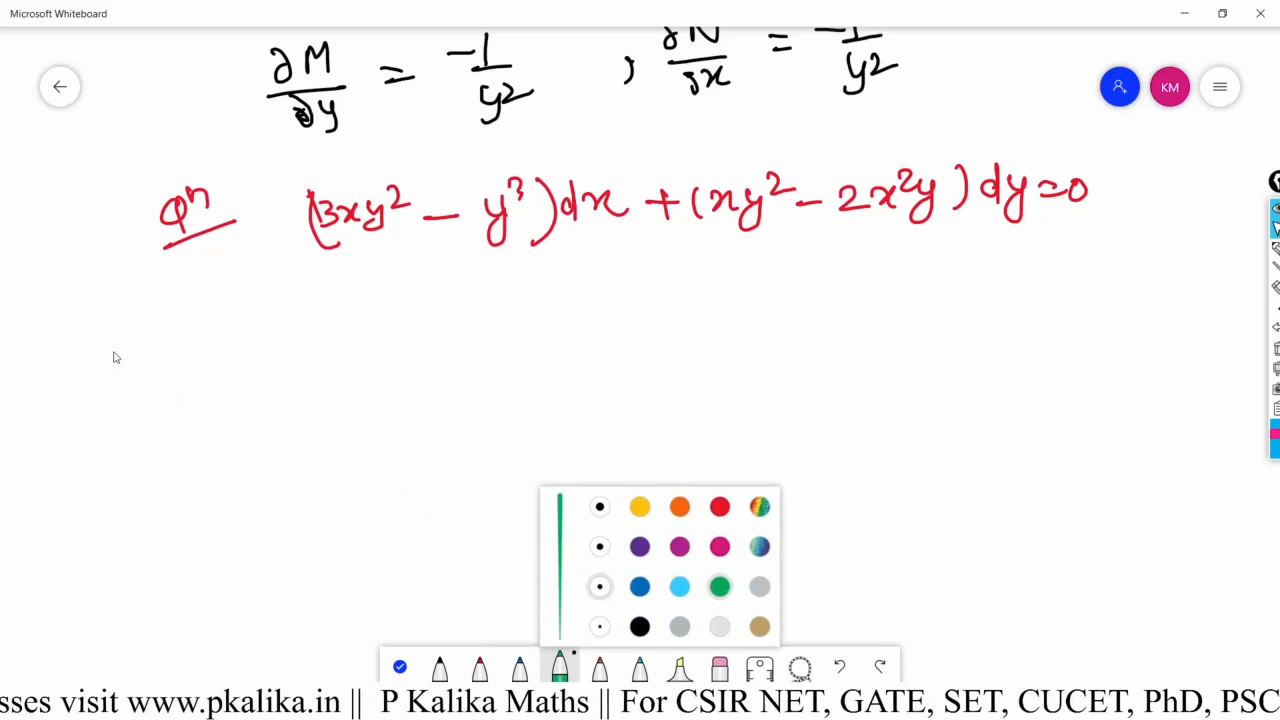 Microsoft Whiteboard
∂M/∂y = -1/y2 , ∂N/∂x = -1/y2
KM
Qn (3xy² - y³)dx + (xy² - 2x²y)dy=0
sses visit www.pkalika.in || P Kalika Maths || For CSIR NET, GATE, SET, CUCET, PhD, PSC